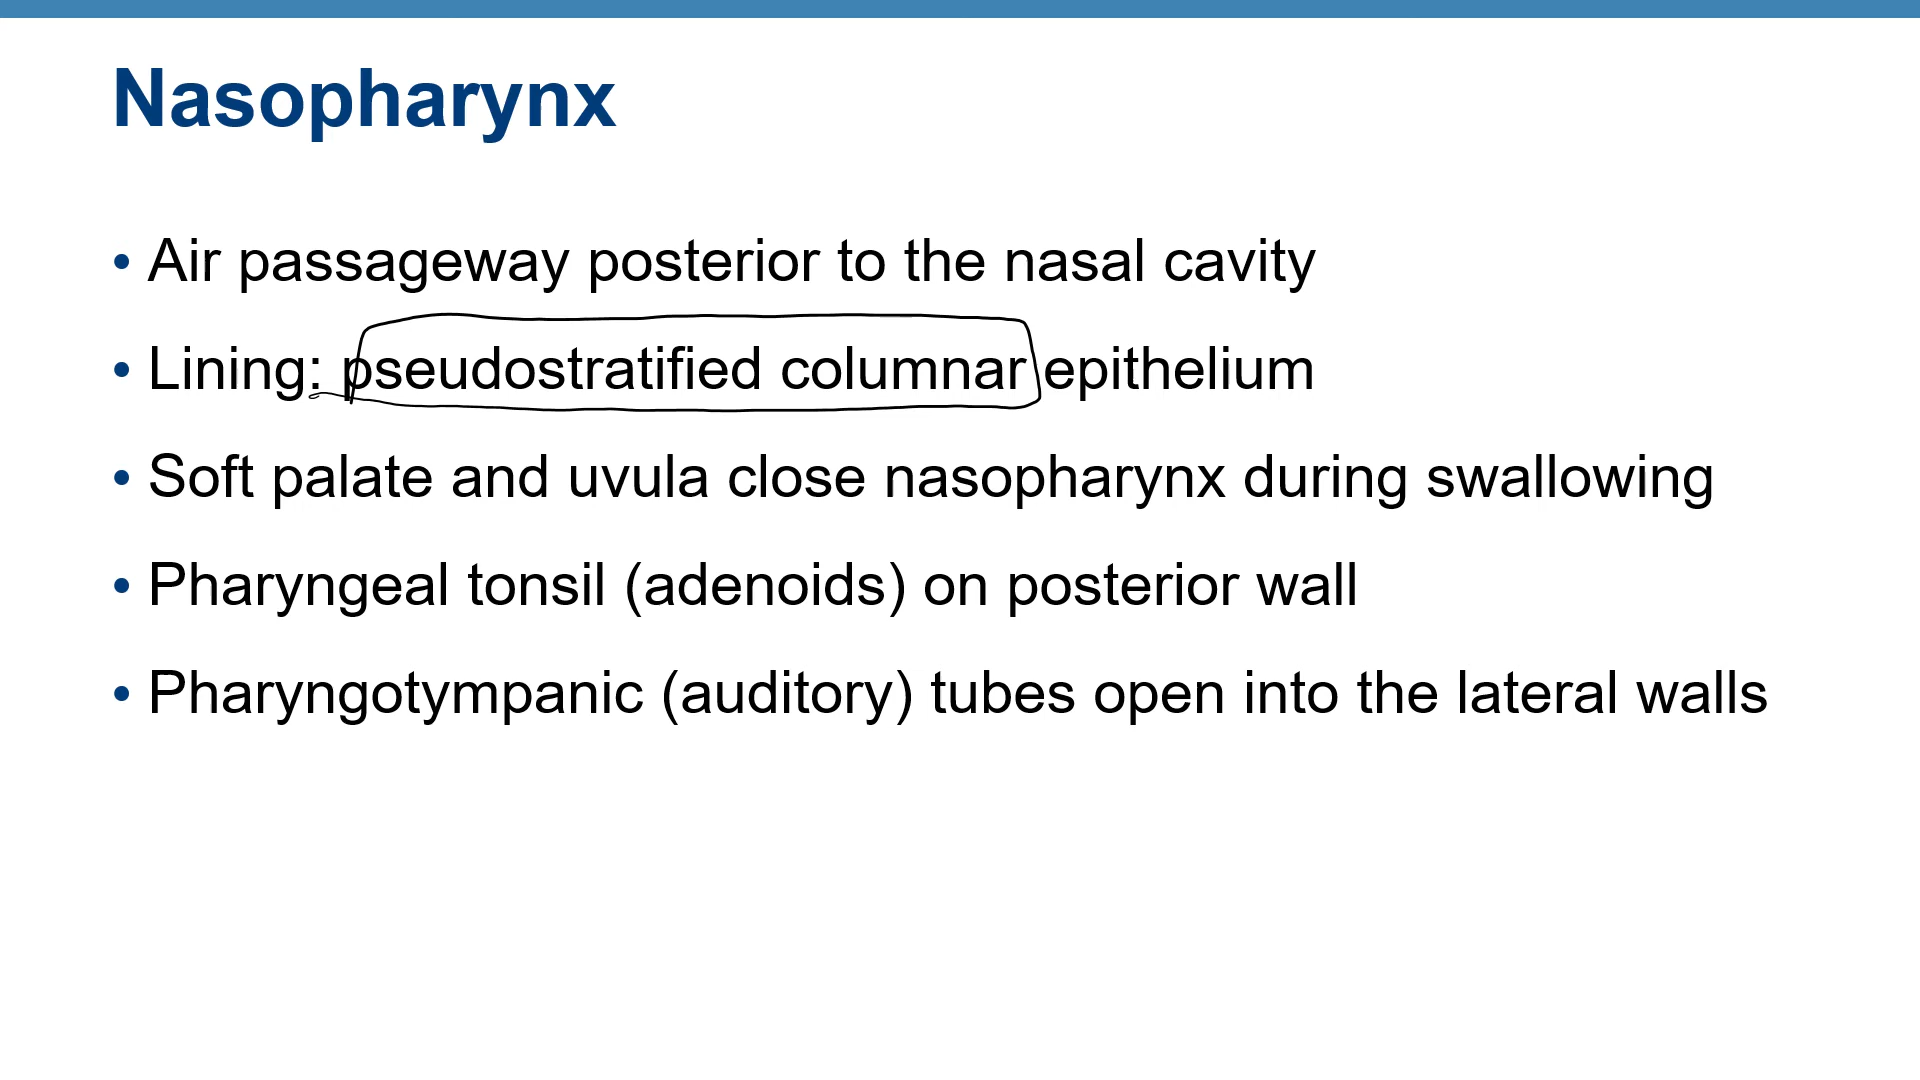 Nasopharynx
• Air passageway posterior to the nasal cavity
• Lining: pseudostratified columnar epithelium
• Soft palate and uvula close nasopharynx during swallowing
• Pharyngeal tonsil (adenoids) on posterior wall
• Pharyngotympanic (auditory) tubes open into the lateral walls